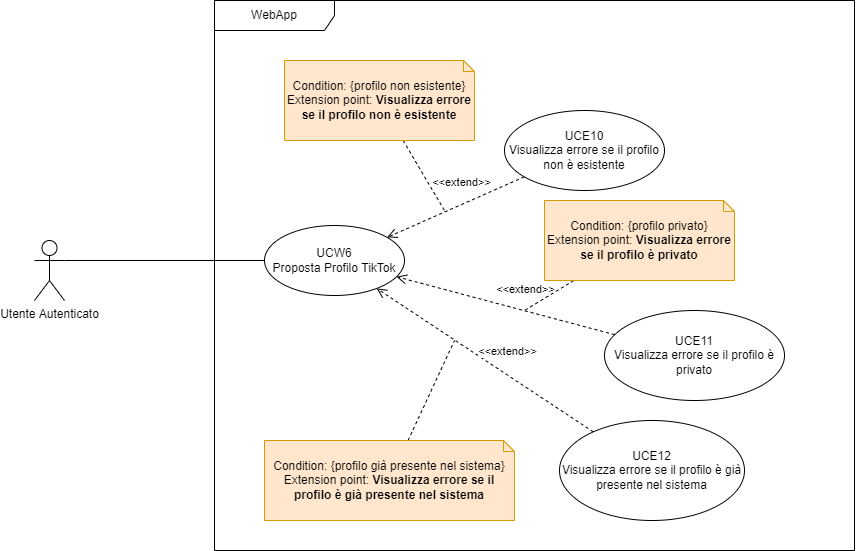 WebApp
Condition: {profilo non esistente}
Extension point: Visualizza errore
se il profilo non è esistente
UCE10
Visualizza errore se il profilo
non è esistente
<<extend>>
Condition: {profilo privato}
Extension point: Visualizza errore
se il profilo è privato
UCW6
Proposta Profilo TikTok
<<extend>>
Utente Autenticato
UCE11
Visualizza errore se il profilo è
privato
<<extend>>
UCE12
Visualizza errore se il profilo è già
presente nel sistema
Condition: {profilo già presente nel sistema}
Extension point: Visualizza errore se il
profilo è già presente nel sistema